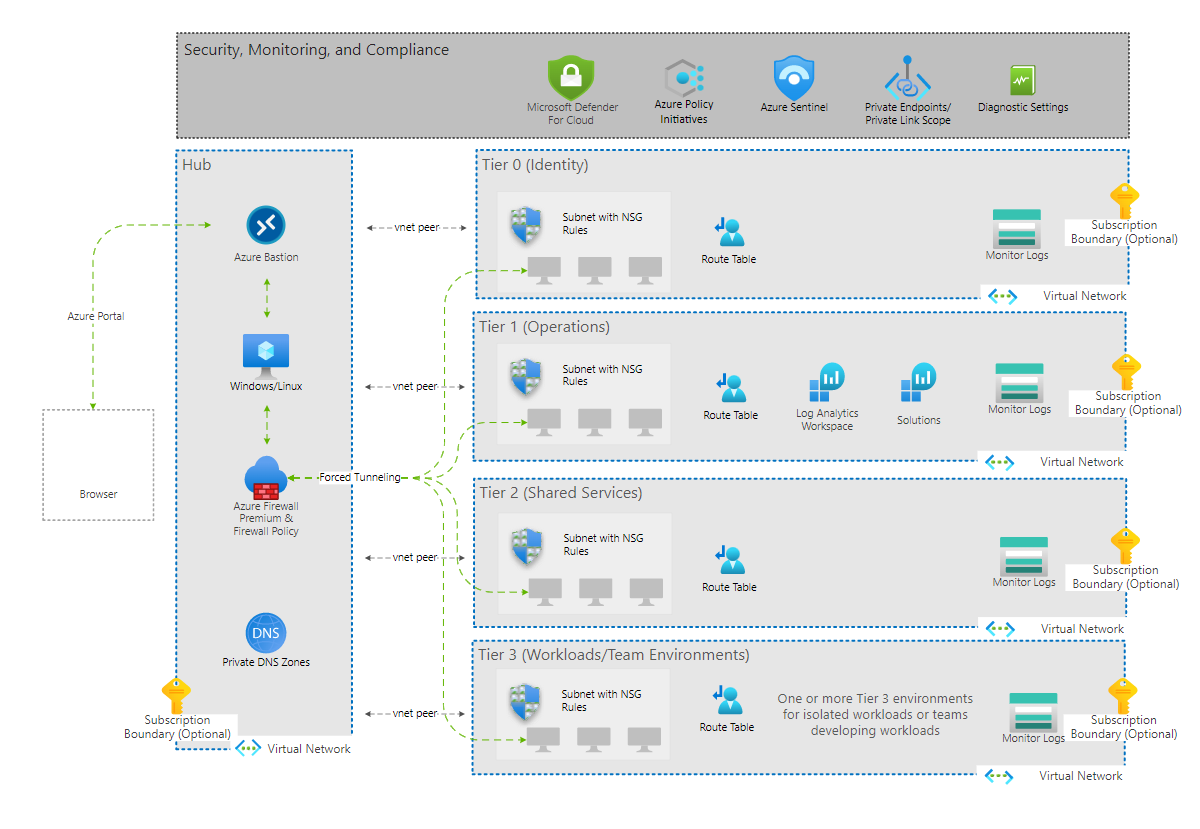 Security, Monitoring, and Compliance
Microsoft Defender
For Cloud
Azure Policy
Initiatives
Azure Sentinel
Private Endpoints/
Private Link Scope
Diagnostic Settings
Hub
Azure Bastion
Azure Portal
Windows/Linux
Browser
Azure Firewall
Premium &
Firewall Policy
DNS
Private DNS Zones
Subscription
Boundary (Optional)
Virtual Network
vnet peer
vnet peer
Forced Tunneling
vnet peer
vnet peer
Tier 0 (Identity)
Subnet with NSG
Rules
Route Table
Monitor Logs
Subscription
Boundary (Optional)
Virtual Network
Tier 1 (Operations)
Subnet with NSG
Rules
Route Table
Log Analytics
Workspace
Solutions
Monitor Logs
Subscription
Boundary (Optional)
Virtual Network
Tier 2 (Shared Services)
Subnet with NSG
Rules
Route Table
Monitor Logs
Subscription
Boundary (Optional)
Virtual Network
Tier 3 (Workloads/Team Environments)
Subnet with NSG
Rules
Route Table
One or more Tier 3 environments
for isolated workloads or teams
developing workloads
Monitor Logs
Subscription
Boundary (Optional)
Virtual Network